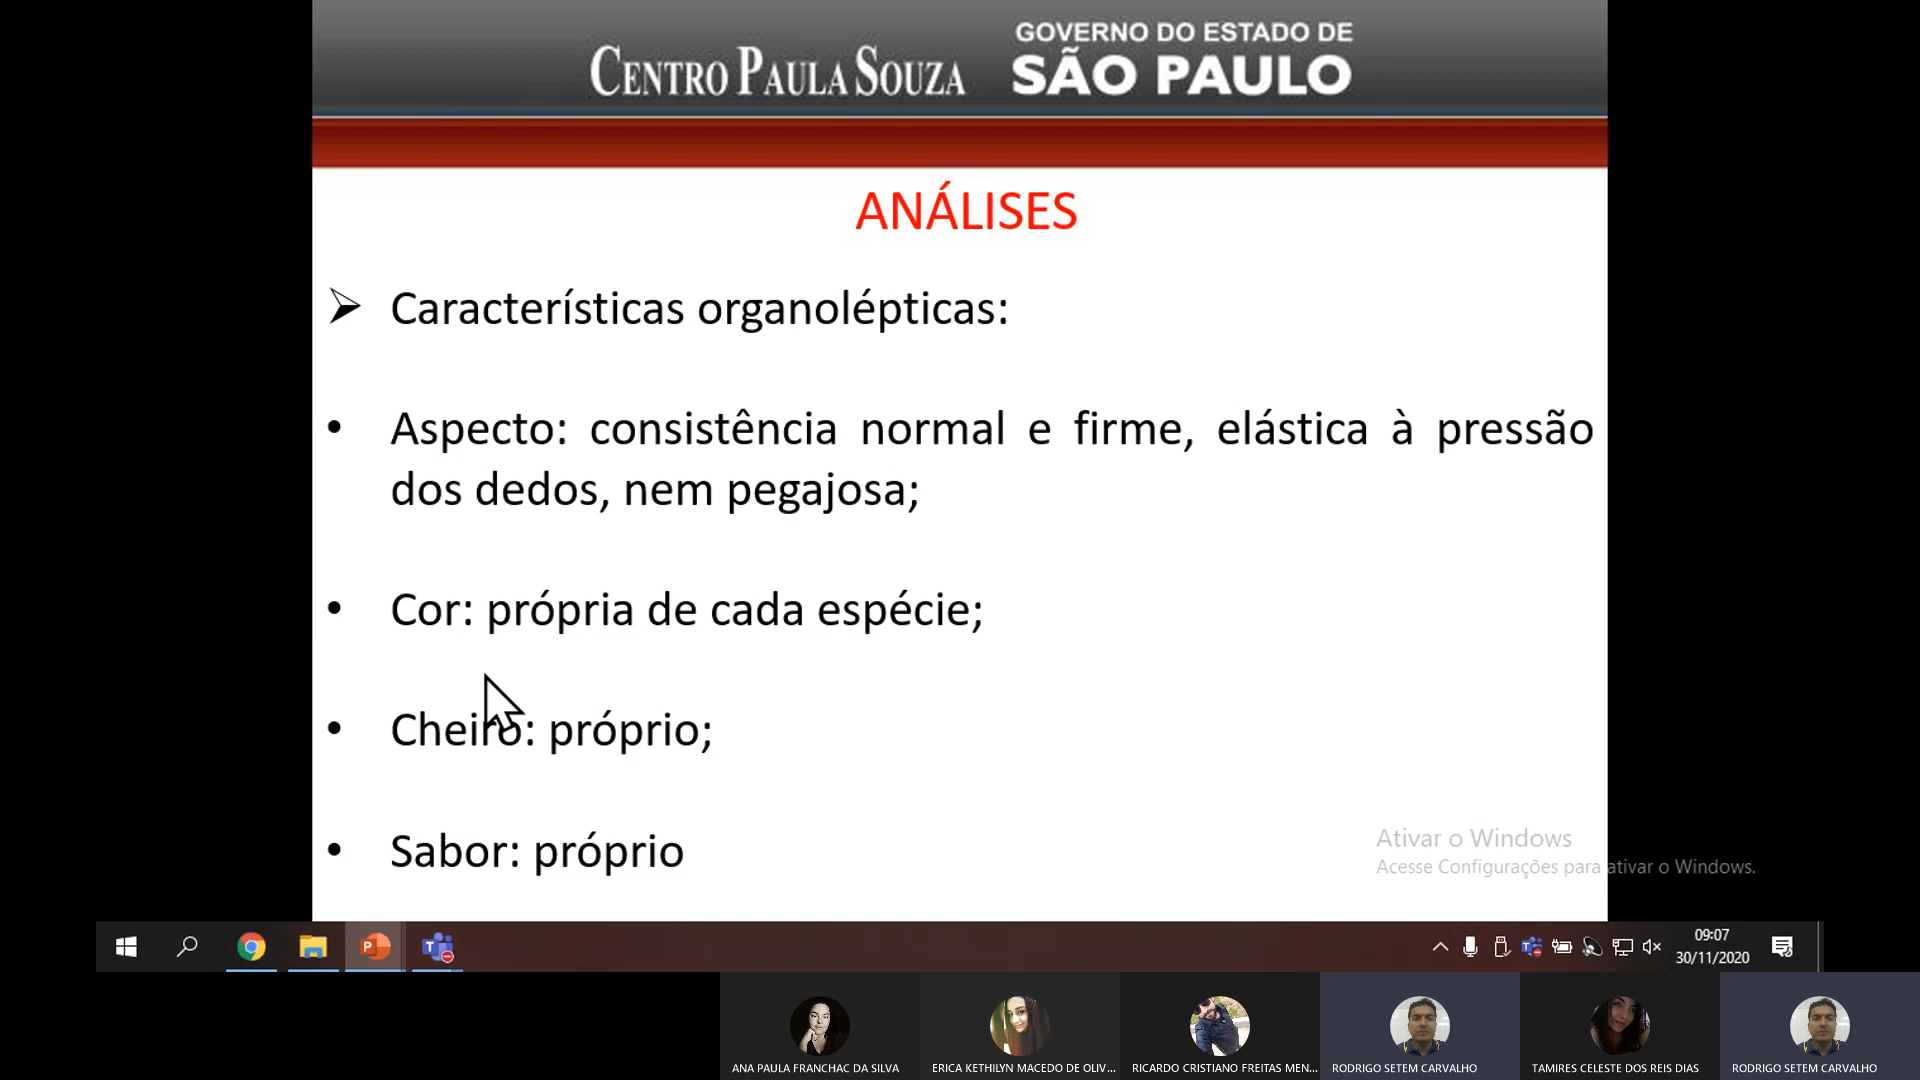 CENTRO PAULA SOUZA
GOVERNO DO ESTADO DE
SÃO PAULO
ANÁLISES
➢ Características organolépticas:
• Aspecto: consistência normal e firme, elástica à pressão
dos dedos, nem pegajosa;
• Cor: própria de cada espécie;
• Cheiro: próprio;
• Sabor: próprio
Ativar o Windows
Acesse Configurações para ativar o Windows.
09:07
30/11/2020
ANA PAULA FRANCHAC DA SILVA
ERICA KETHILYN MACEDO DE OLIV...
RICARDO CRISTIANO FREITAS MEN...
RODRIGO SETEM CARVALHO
TAMIRES CELESTE DOS REIS DIAS
RODRIGO SETEM CARVALHO